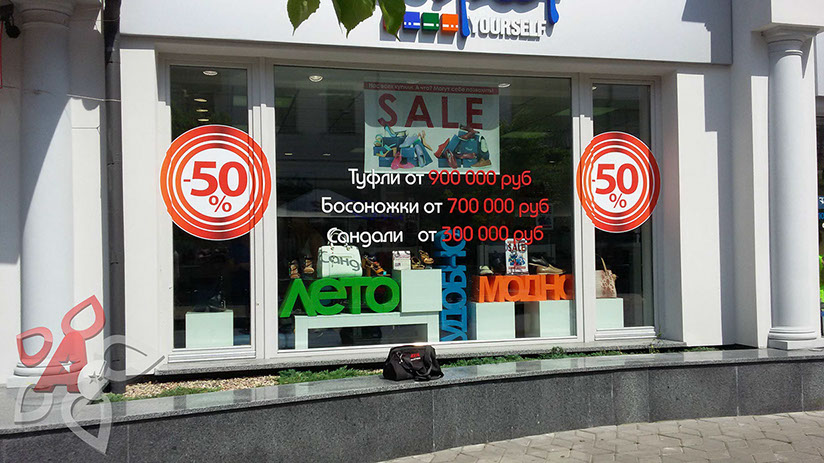 YOURSELF
SALE
-50
%
-50
%
Туфли от 900 000 руб
Босоножки от 700 000 руб
Сандали от 300 000 руб
SALE
ЛЕТО
УДОБНО
МОДНО